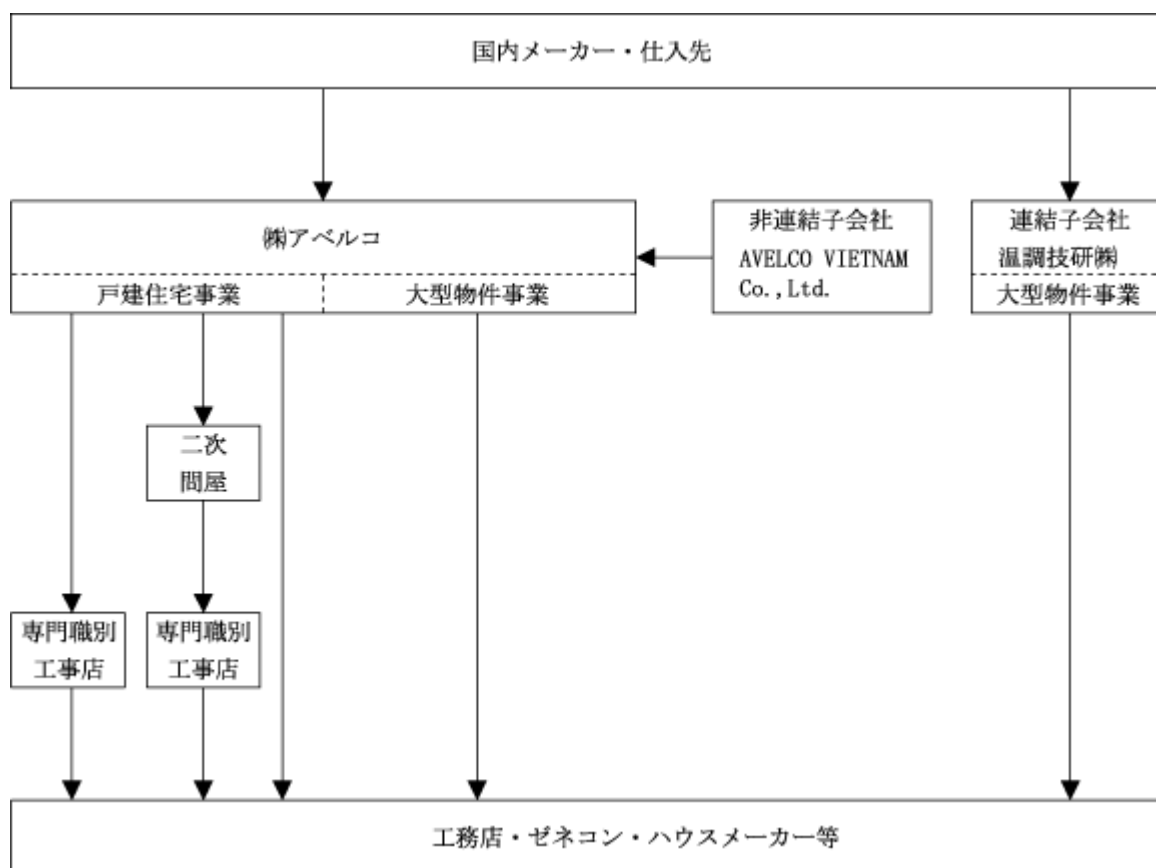 国内メーカー・仕入先
㈱アベルコ
戸建住宅事業
大型物件事業
非連結子会社
AVELCO VIETNAM
Co.,Ltd.
連結子会社
温調技研㈱
大型物件事業
二次
問屋
専門職別
工事店
専門職別
工事店
工務店・ゼネコン・ハウスメーカー等